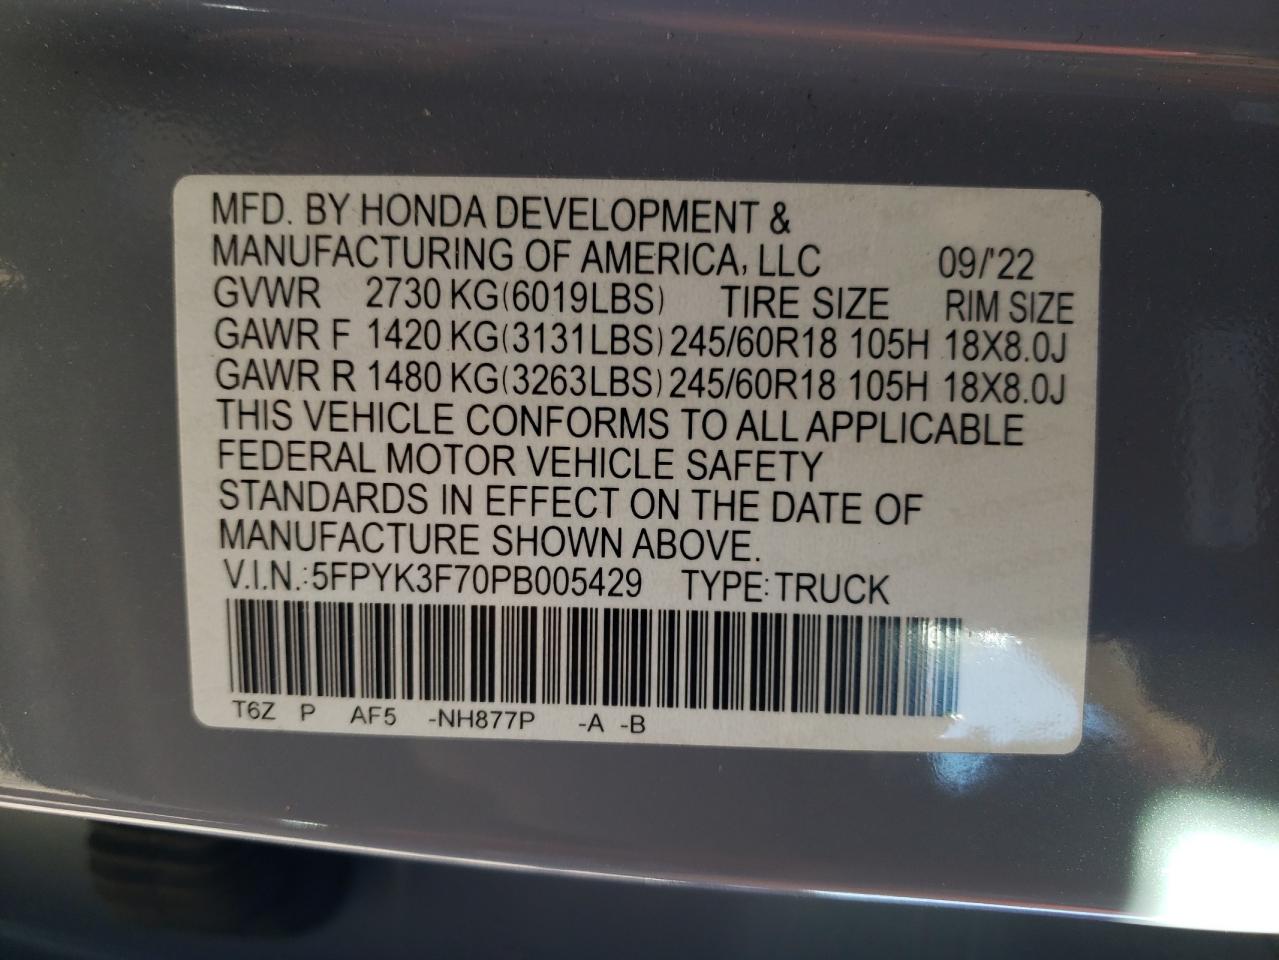 MFD. BY HONDA DEVELOPMENT &
MANUFACTURING OF AMERICA, LLC 09/'22
GVWR 2730 KG(6019LBS) TIRE SIZE RIM SIZE
GAWR F 1420 KG(3131LBS) 245/60R18 105H 18X8.0J
GAWR R 1480 KG(3263LBS) 245/60R18 105H 18X8.0J
THIS VEHICLE CONFORMS TO ALL APPLICABLE
FEDERAL MOTOR VEHICLE SAFETY
STANDARDS IN EFFECT ON THE DATE OF
MANUFACTURE SHOWN ABOVE.
V.I.N.:5FPYK3F70PB005429 TYPE:TRUCK
T6Z P AF5 -NH877P -A -B